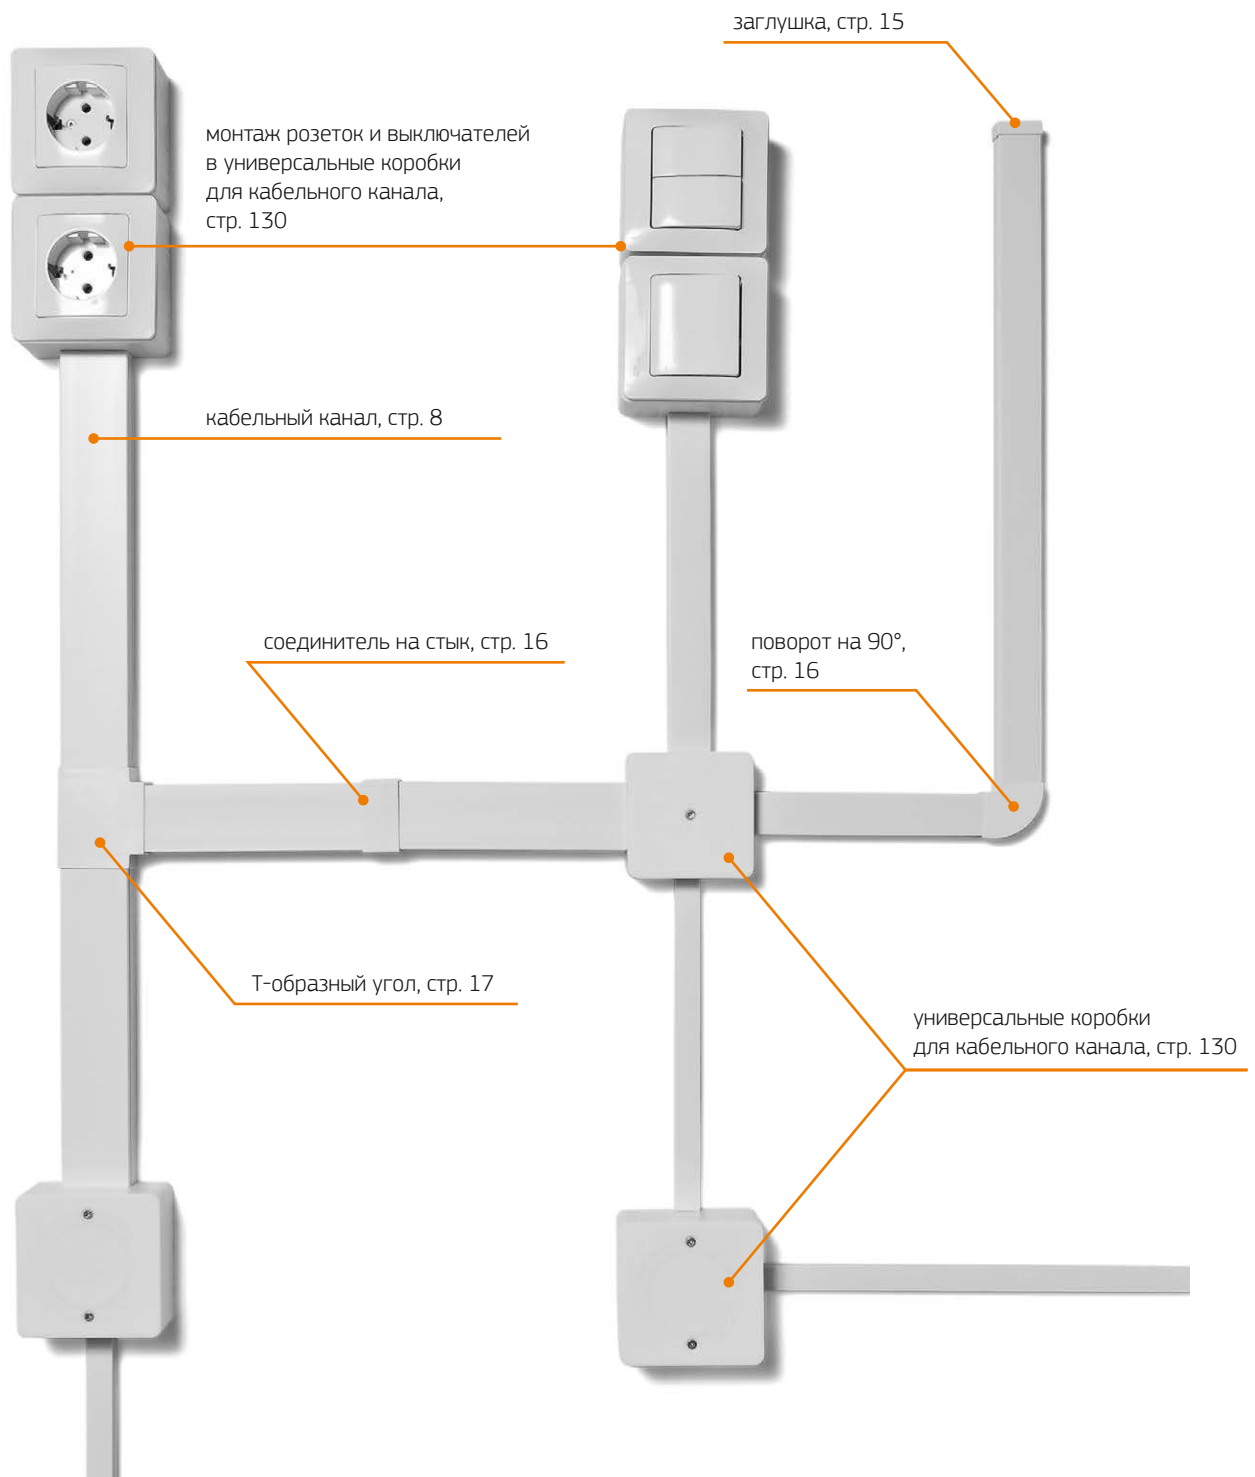 заглушка, стр. 15
монтаж розеток и выключателей
в универсальные коробки
для кабельного канала,
стр. 130
кабельный канал, стр. 8
соединитель на стык, стр. 16
поворот на 90°,
стр. 16
Т-образный угол, стр. 17
универсальные коробки
для кабельного канала, стр. 130